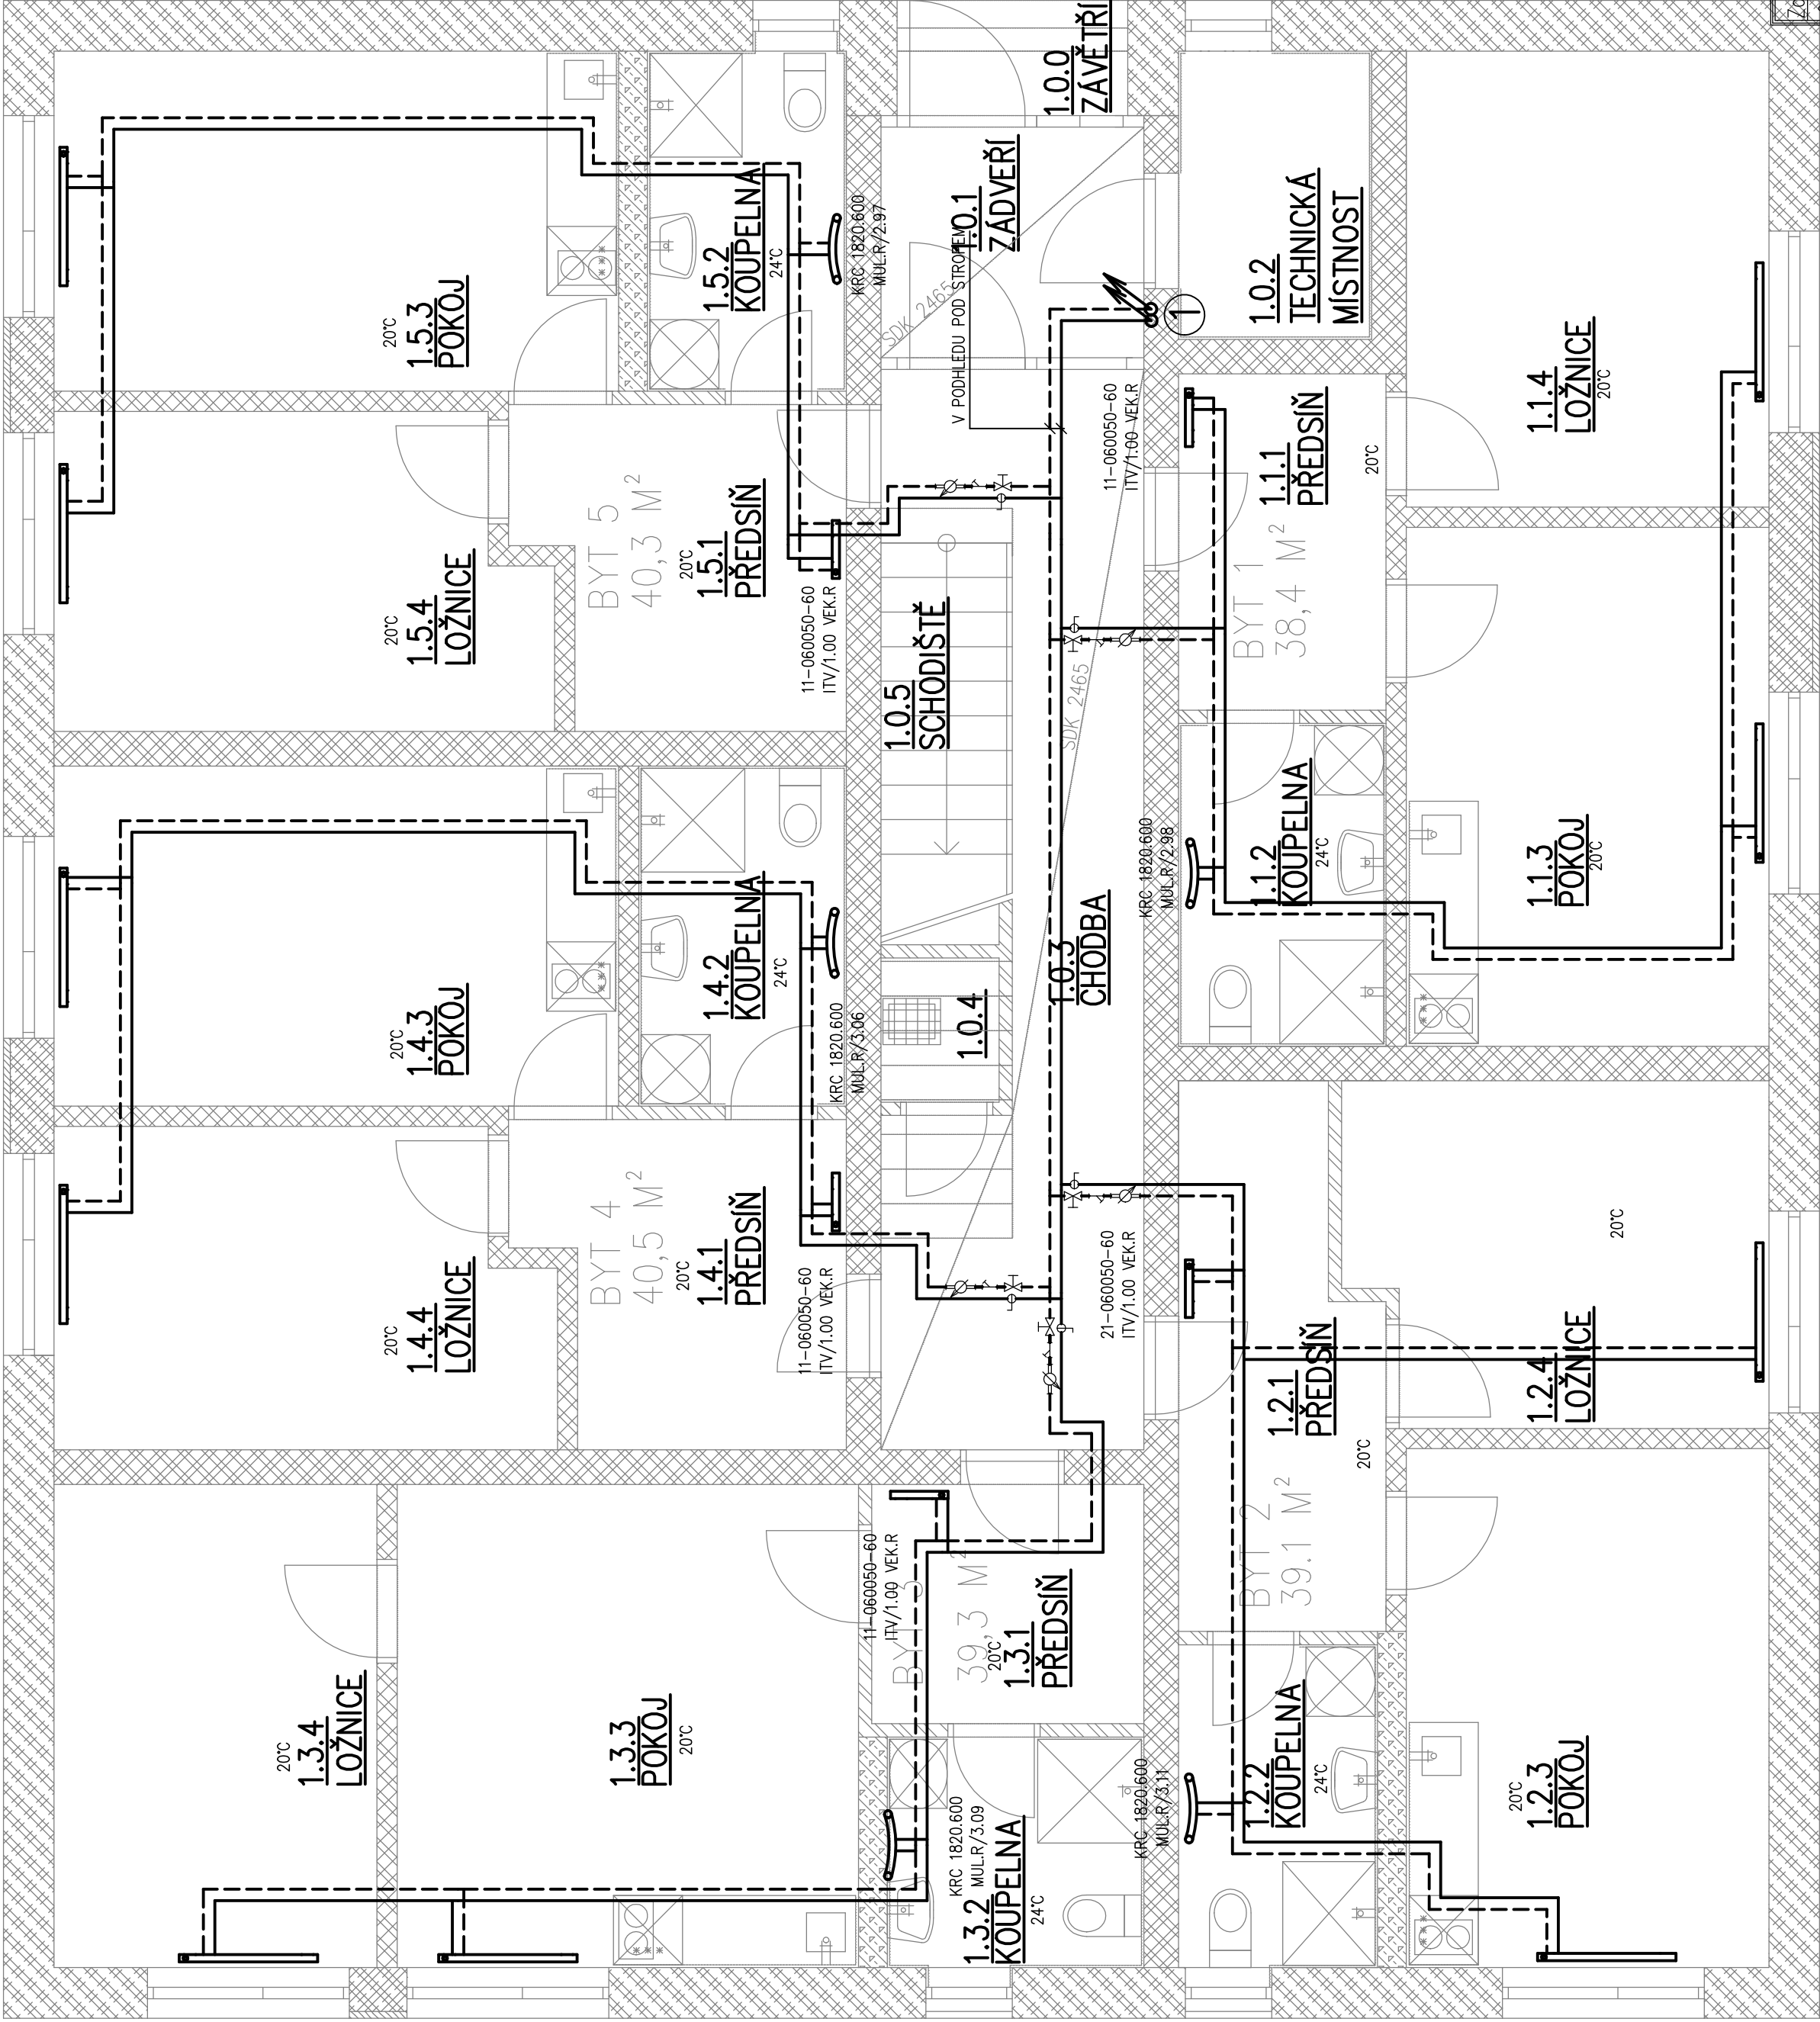 1.5.3
POKOJ
20°C
1.5.4
LOŽNICE
20°C
BYT 5
40,3 M²
1.5.1
PŘEDSÍŇ
20°C
11-060050-60
ITV/1.00 VEK.R
1.5.2
KOUPELNA
24°C
KRC 1820.600
MUL.R/2.97
1.4.3
POKOJ
20°C
1.4.4
LOŽNICE
20°C
BYT 4
40,5 M²
1.4.1
PŘEDSÍŇ
20°C
11-060050-60
ITV/1.00 VEK.R
1.4.2
KOUPELNA
24°C
KRC 1820.600
MUL.R/3.06
1.3.4
LOŽNICE
20°C
1.3.3
POKOJ
20°C
BYT 3
39,3 M²
20°C
1.3.1
PŘEDSÍŇ
11-060050-60
ITV/1.00 VEK.R
KRC 1820.600
MUL.R/3.09
1.3.2
KOUPELNA
24°C
1.0.0
ZÁVĚTŘÍ
1.0.1
ZÁDVEŘÍ
V PODHLEDU POD STROPEM
SDK 2465
1.0.2
TECHNICKÁ
MÍSTNOST
1
1.0.5
SCHODIŠTĚ
1.0.4
1.0.3
CHODBA
SDK 2465
11-060050-60
ITV/1.00 VEK.R
1.1.1
PŘEDSÍŇ
20°C
BYT 1
38,4 M²
KRC 1820.600
MUL.R/2.98
1.1.2
KOUPELNA
24°C
1.1.4
LOŽNICE
20°C
1.1.3
POKOJ
20°C
21-060050-60
ITV/1.00 VEK.R
1.2.1
PŘEDSÍŇ
20°C
BYT 2
39.1 M²
KRC 1820.600
MUL.R/3.11
1.2.2
KOUPELNA
24°C
1.2.4
LOŽNICE
20°C
1.2.3
POKOJ
20°C